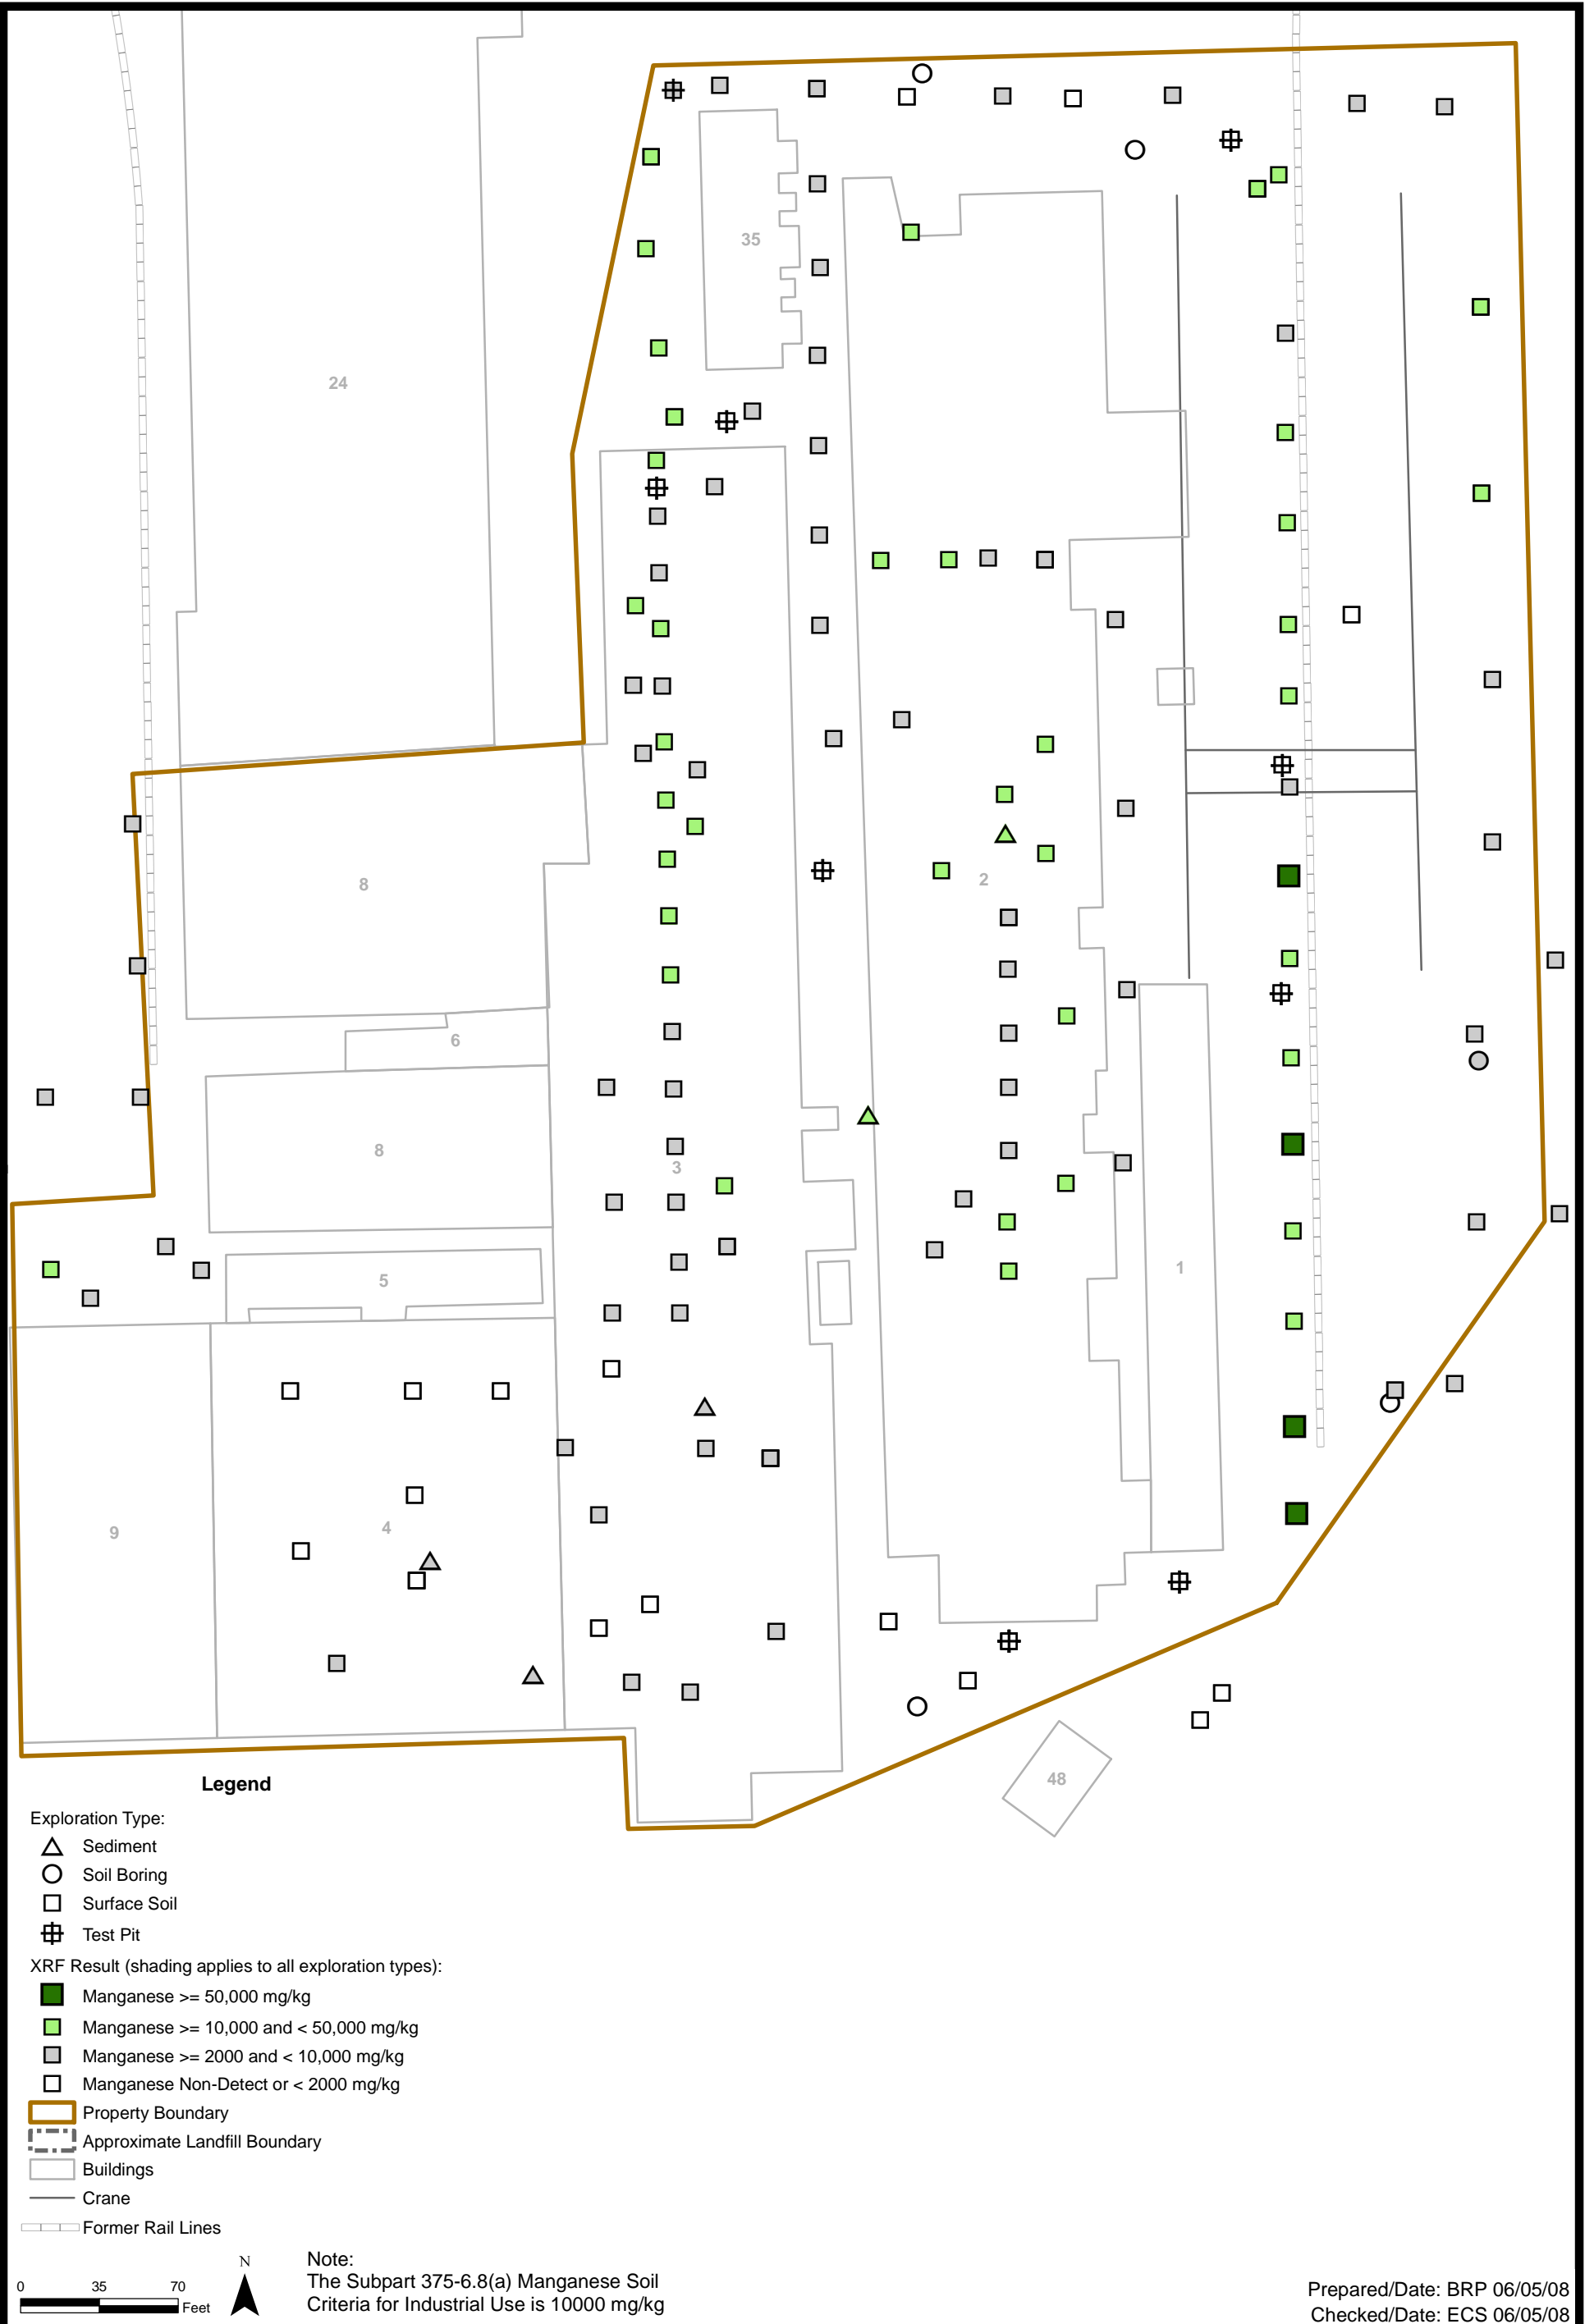 35
24
2
8
6
8
3
5
1
9
4
48
Legend
Exploration Type:
Sediment
Soil Boring
Surface Soil
Test Pit
XRF Result (shading applies to all exploration types):
Manganese >= 50,000 mg/kg
Manganese >= 10,000 and < 50,000 mg/kg
Manganese >= 2000 and < 10,000 mg/kg
Manganese Non-Detect or < 2000 mg/kg
Property Boundary
Approximate Landfill Boundary
Buildings
Crane
Former Rail Lines
0 35 70
Feet
N
Note:
The Subpart 375-6.8(a) Manganese Soil
Criteria for Industrial Use is 10000 mg/kg
Prepared/Date: BRP 06/05/08
Checked/Date: ECS 06/05/08